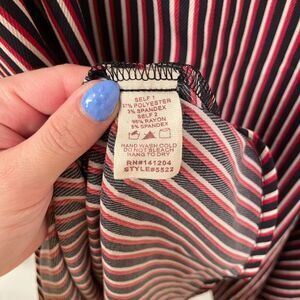 SELF 1
97% POLYESTER
3% SPANDEX
SELF 2
95% RAYON
5% SPANDEX
HAND WASH COLD
DO NOT BLEACH
HANG TO DRY
RN#141204
STYLE#5522